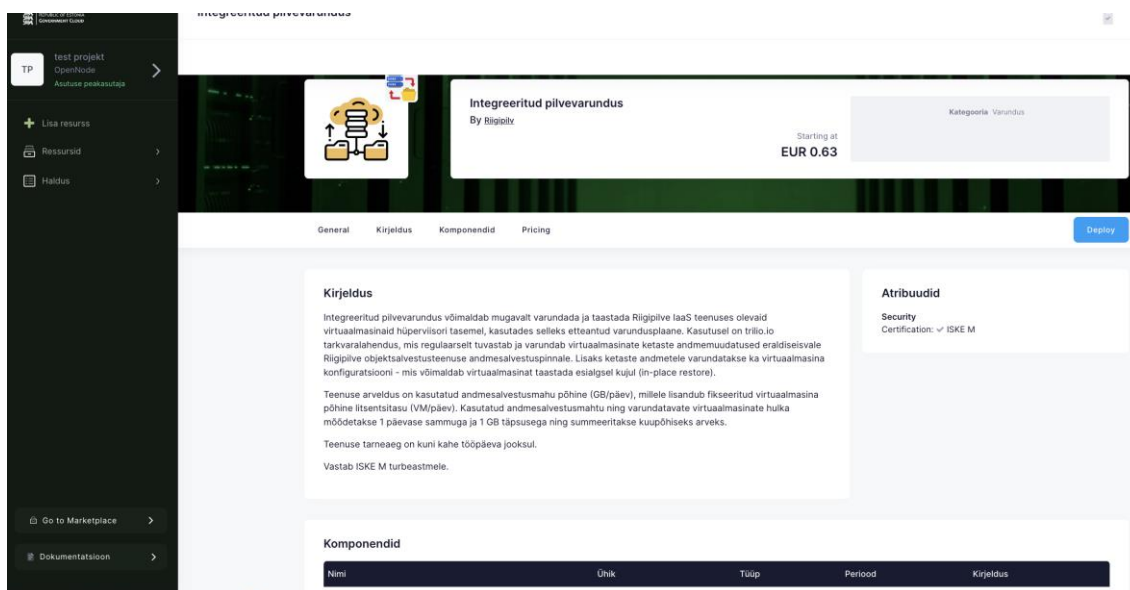 REPUBLIC OF ESTONIA
GOVERNMENT CLOUD
Integreeritud pilvevarundus
TP
test projekt
OpenNode
Asutuse peakasutaja
Lisa resurss
Ressursid
Haldus
Integreeritud pilvevarundus
By Riigipilv
Starting at
EUR 0.63
Kategooria Varundus
General Kirjeldus Komponendid Pricing
Deploy
Kirjeldus
Integreeritud pilvevarundus võimaldab mugavalt varundada ja taastada Riigipilve IaaS teenuses olevaid
virtuaalmasinaid hüperviisori tasemel, kasutades selleks etteantud varundusplaane. Kasutusel on trilio.io
tarkvaralahendus, mis regulaarselt tuvastab ja varundab virtuaalmasinate ketaste andmemuudatused eraldiseisvale
Riigipilve objektsalvestusteenuse andmesalvestuspinnale. Lisaks ketaste andmetele varundatakse ka virtuaalmasina
konfiguratsiooni - mis võimaldab virtuaalmasinat taastada esialgsel kujul (in-place restore).
Teenuse arveldus on kasutatud andmesalvestusmahu põhine (GB/päev), millele lisandub fikseeritud virtuaalmasina
põhine litsentsitasu (VM/päev). Kasutatud andmesalvestusmahtu ning varundatavate virtuaalmasinate hulka
mõõdetakse 1 päevase sammuga ja 1 GB täpsusega ning summeeritakse kuupõhiseks arveks.
Teenuse tarneaeg on kuni kahe tööpäeva jooksul.
Vastab ISKE M turbeastmele.
Atribuudid
Security
Certification: ISKE M
Go to Marketplace
Dokumentatsioon
Komponendid
Nimi Ühik Tüüp Periood Kirjeldus